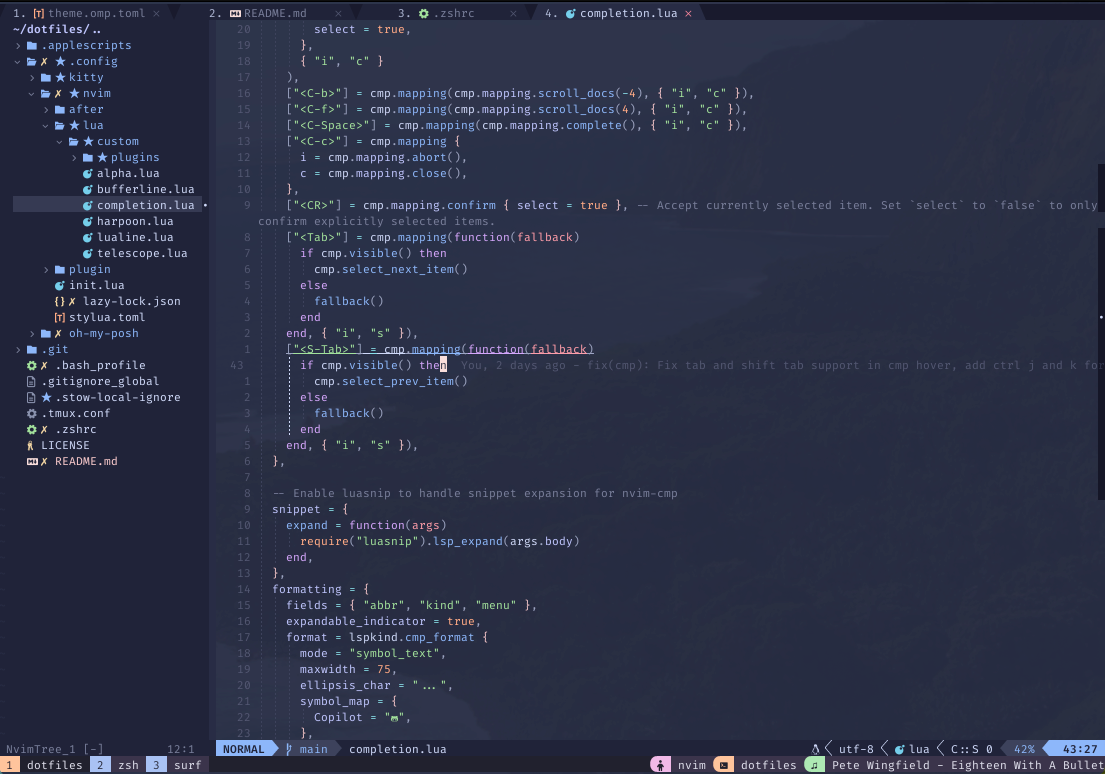 1. theme.omp.toml × 2. README.md × 3. .zshrc × 4. completion.lua ×
~/dotfiles/..
.applescripts
✗ ★ .config
★ kitty
✗ ★ nvim
after
★ lua
★ custom
★ plugins
alpha.lua
bufferline.lua
completion.lua
harpoon.lua
lualine.lua
telescope.lua
plugin
init.lua
{} ✗ lazy-lock.json
[T] stylua.toml
✗ oh-my-posh
.git
✗ .bash_profile
.gitignore_global
★ .stow-local-ignore
.tmux.conf
✗ .zshrc
LICENSE
✗ README.md
NvimTree_1 [-] 12:1
20 select = true,
19 },
18 { "i", "c" }
17 ),
16 ["<C-b>"] = cmp.mapping(cmp.mapping.scroll_docs(-4), { "i", "c" }),
15 ["<C-f>"] = cmp.mapping(cmp.mapping.scroll_docs(4), { "i", "c" }),
14 ["<C-Space>"] = cmp.mapping(cmp.mapping.complete(), { "i", "c" }),
13 ["<C-c>"] = cmp.mapping {
12 i = cmp.mapping.abort(),
11 c = cmp.mapping.close(),
10 },
9 ["<CR>"] = cmp.mapping.confirm { select = true }, -- Accept currently selected item. Set `select` to `false` to only
confirm explicitly selected items.
8 ["<Tab>"] = cmp.mapping(function(fallback)
7 if cmp.visible() then
6 cmp.select_next_item()
5 else
4 fallback()
3 end
2 end, { "i", "s" }),
1 ["<S-Tab>"] = cmp.mapping(function(fallback)
43 if cmp.visible() then You, 2 days ago - fix(cmp): Fix tab and shift tab support in cmp hover, add ctrl j and k for
1 cmp.select_prev_item()
2 else
3 fallback()
4 end
5 end, { "i", "s" }),
6 },
7
8 -- Enable luasnip to handle snippet expansion for nvim-cmp
9 snippet = {
10 expand = function(args)
11 require("luasnip").lsp_expand(args.body)
12 end,
13 },
14 formatting = {
15 fields = { "abbr", "kind", "menu" },
16 expandable_indicator = true,
17 format = lspkind.cmp_format {
18 mode = "symbol_text",
19 maxwidth = 75,
20 ellipsis_char = "...",
21 symbol_map = {
22 Copilot = "",
23 },
NORMAL main completion.lua utf-8 lua C::S 0 42% 43:27
1 dotfiles 2 zsh 3 surf nvim dotfiles Pete Wingfield - Eighteen With A Bullet